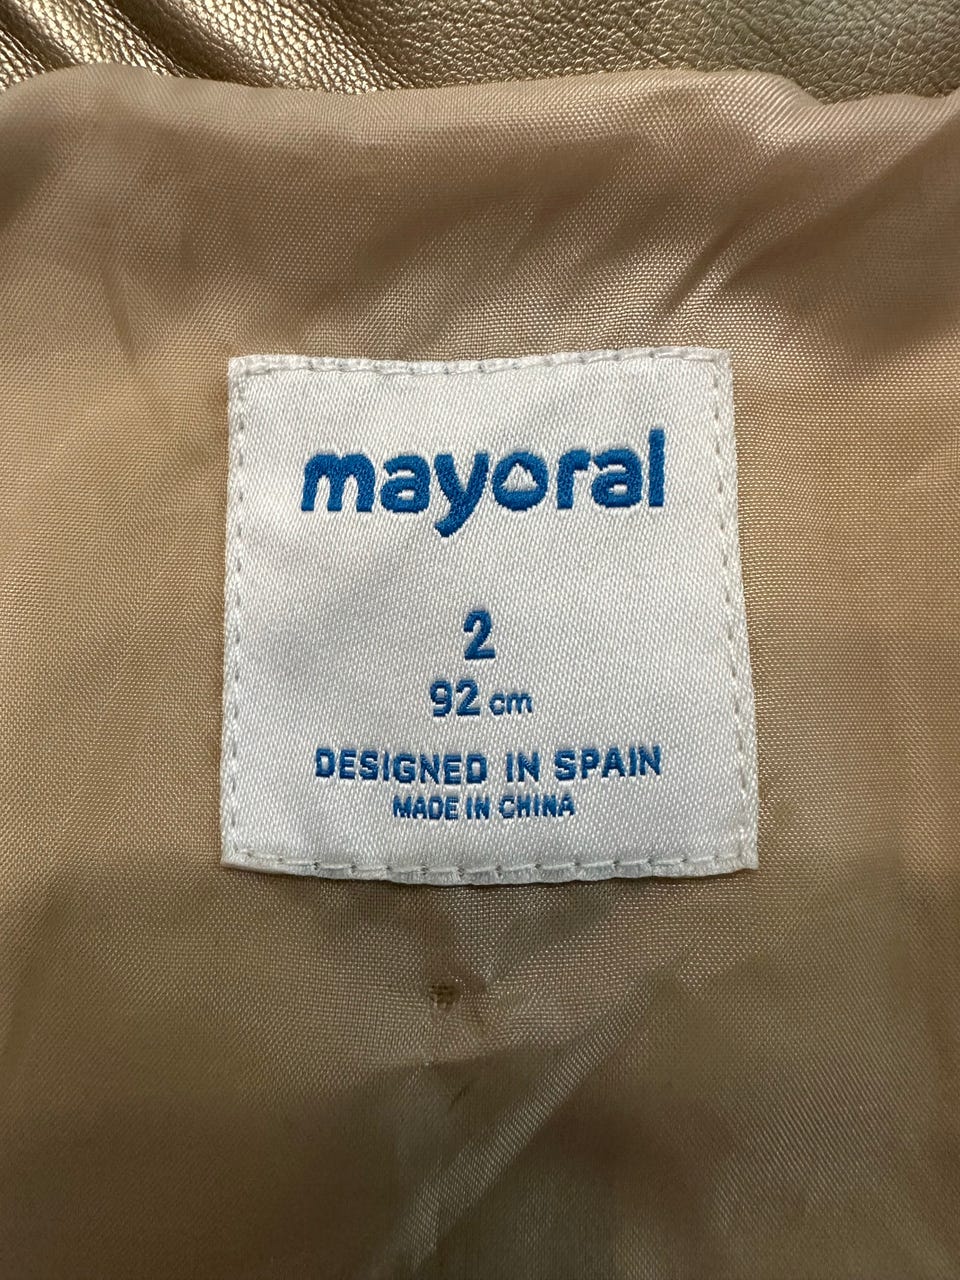 mayoral
2
92 cm
DESIGNED IN SPAIN
MADE IN CHINA